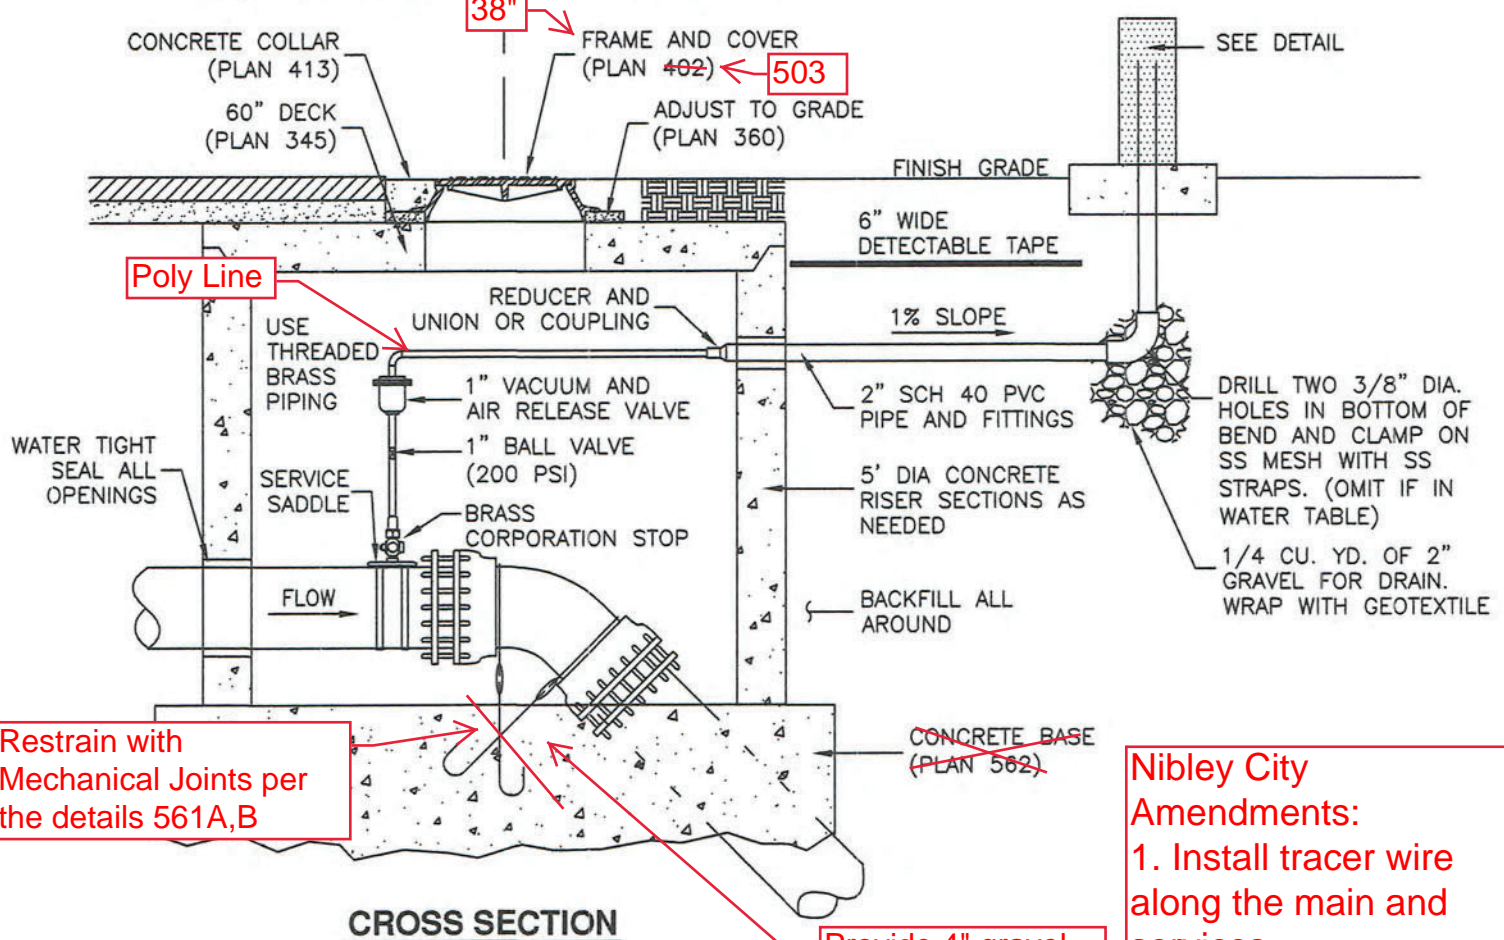 38"
CONCRETE COLLAR
(PLAN 413)
FRAME AND COVER
(PLAN 402)
503
SEE DETAIL
60" DECK
(PLAN 345)
ADJUST TO GRADE
(PLAN 360)
FINISH GRADE
6" WIDE
DETECTABLE TAPE
Poly Line
REDUCER AND
UNION OR COUPLING
1% SLOPE
USE
THREADED
BRASS
PIPING
1" VACUUM AND
AIR RELEASE VALVE
2" SCH 40 PVC
PIPE AND FITTINGS
DRILL TWO 3/8" DIA.
HOLES IN BOTTOM OF
BEND AND CLAMP ON
SS MESH WITH SS
STRAPS. (OMIT IF IN
WATER TABLE)
WATER TIGHT
SEAL ALL
OPENINGS
1" BALL VALVE
(200 PSI)
SERVICE
SADDLE
5' DIA CONCRETE
RISER SECTIONS AS
NEEDED
BRASS
CORPORATION STOP
1/4 CU. YD. OF 2"
GRAVEL FOR DRAIN.
WRAP WITH GEOTEXTILE
FLOW
BACKFILL ALL
AROUND
Restrain with
Mechanical Joints per
the details 561A,B
CONCRETE BASE
(PLAN 562)
Nibley City
Amendments:
1. Install tracer wire
along the main and
services
CROSS SECTION
Provide 4" gravel